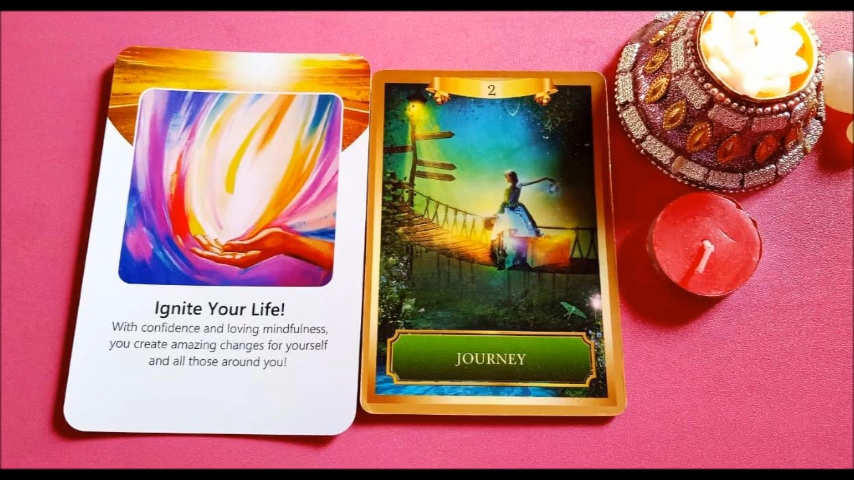 Ignite Your Life!
With confidence and loving mindfulness,
you create amazing changes for yourself
and all those around you!
2
JOURNEY